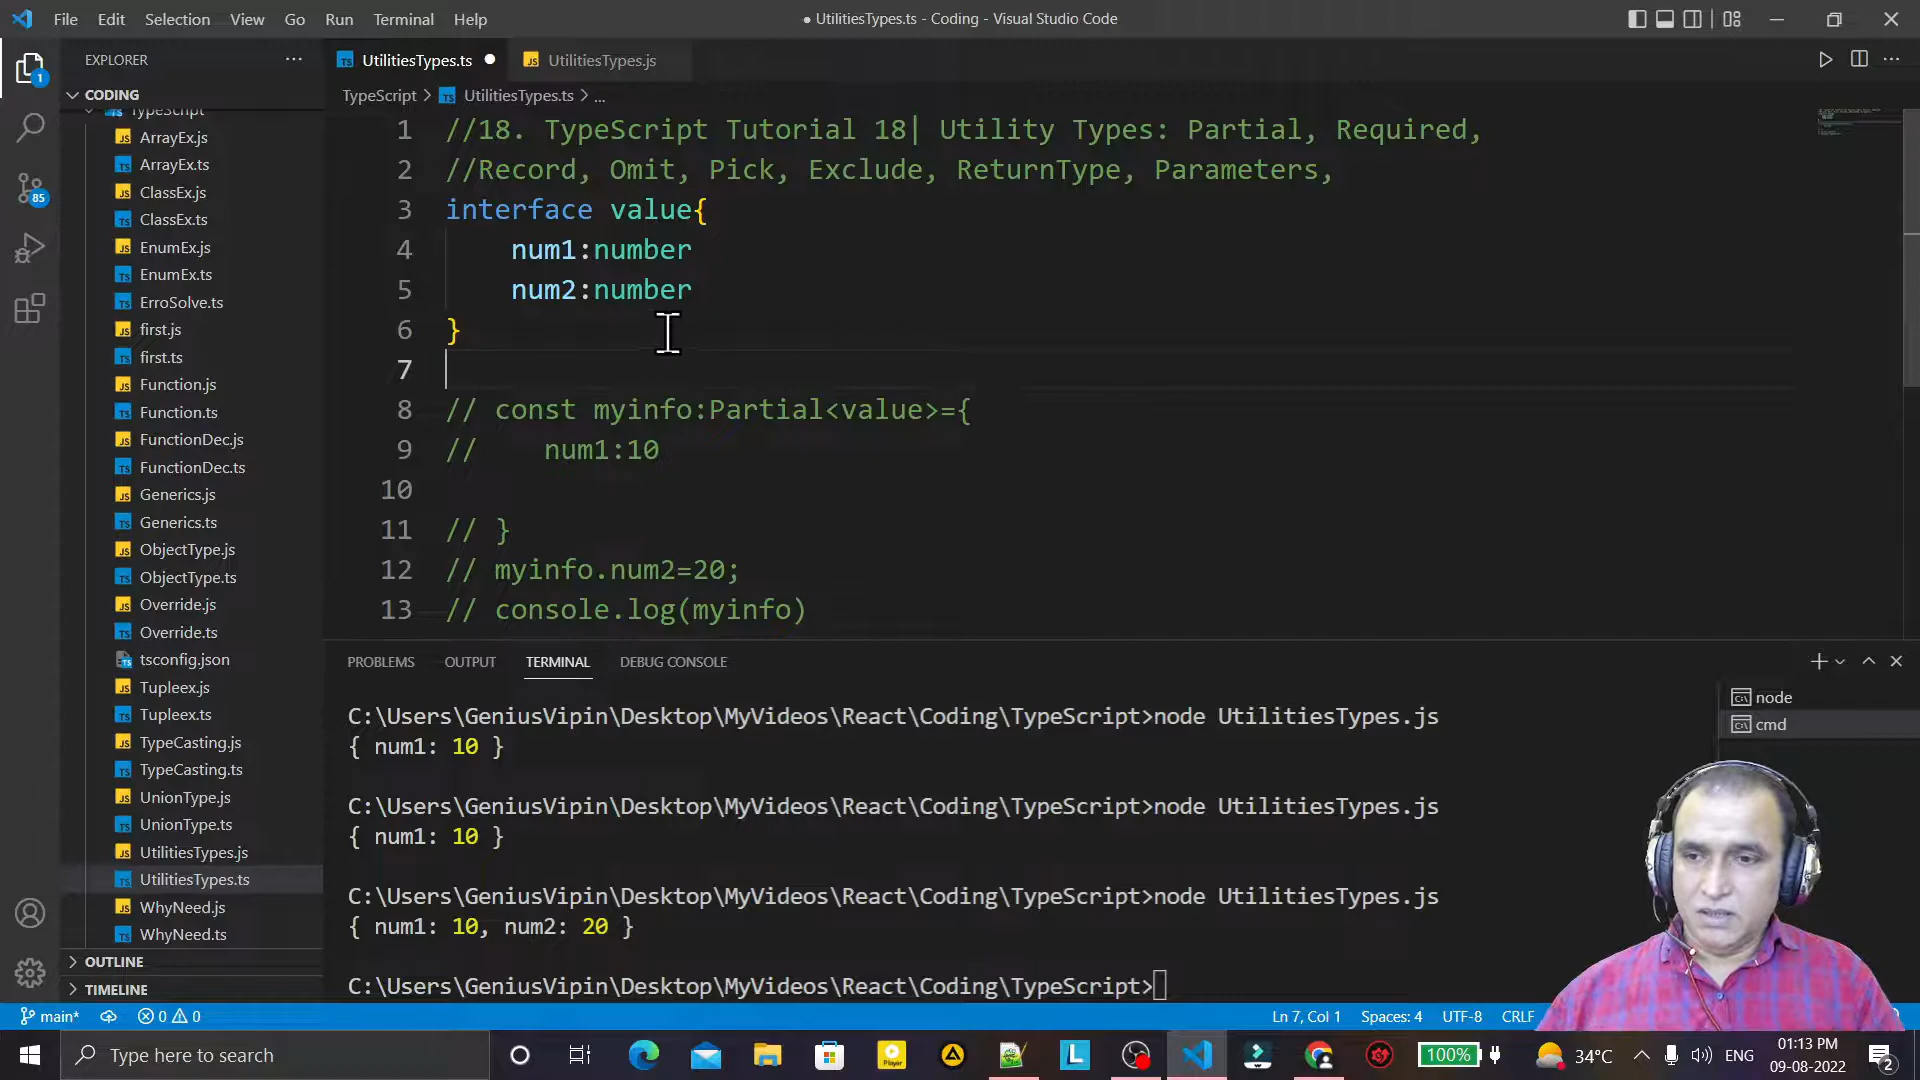 File Edit Selection View Go Run Terminal Help
● UtilitiesTypes.ts - Coding - Visual Studio Code
EXPLORER
CODING
TypeScript
ArrayEx.js
ArrayEx.ts
ClassEx.js
ClassEx.ts
EnumEx.js
EnumEx.ts
ErroSolve.ts
first.js
first.ts
Function.js
Function.ts
FunctionDec.js
FunctionDec.ts
Generics.js
Generics.ts
ObjectType.js
ObjectType.ts
Override.js
Override.ts
tsconfig.json
Tupleex.js
Tupleex.ts
TypeCasting.js
TypeCasting.ts
UnionType.js
UnionType.ts
UtilitiesTypes.js
UtilitiesTypes.ts
WhyNeed.js
WhyNeed.ts
OUTLINE
TIMELINE
1
85
UtilitiesTypes.ts UtilitiesTypes.js
TypeScript > UtilitiesTypes.ts > ...
1 //18. TypeScript Tutorial 18| Utility Types: Partial, Required,
2 //Record, Omit, Pick, Exclude, ReturnType, Parameters,
3 interface value{
4 num1:number
5 num2:number
6 }
7
8 // const myinfo:Partial<value>={
9 // num1:10
10
11 // }
12 // myinfo.num2=20;
13 // console.log(myinfo)
PROBLEMS OUTPUT TERMINAL DEBUG CONSOLE
C:\Users\GeniusVipin\Desktop\MyVideos\React\Coding\TypeScript>node UtilitiesTypes.js
{ num1: 10 }
C:\Users\GeniusVipin\Desktop\MyVideos\React\Coding\TypeScript>node UtilitiesTypes.js
{ num1: 10 }
C:\Users\GeniusVipin\Desktop\MyVideos\React\Coding\TypeScript>node UtilitiesTypes.js
{ num1: 10, num2: 20 }
C:\Users\GeniusVipin\Desktop\MyVideos\React\Coding\TypeScript>
node
cmd
main* 0 0 Ln 7, Col 1 Spaces: 4 UTF-8 CRLF
Type here to search
100% 34°C ENG
01:13 PM
09-08-2022
2